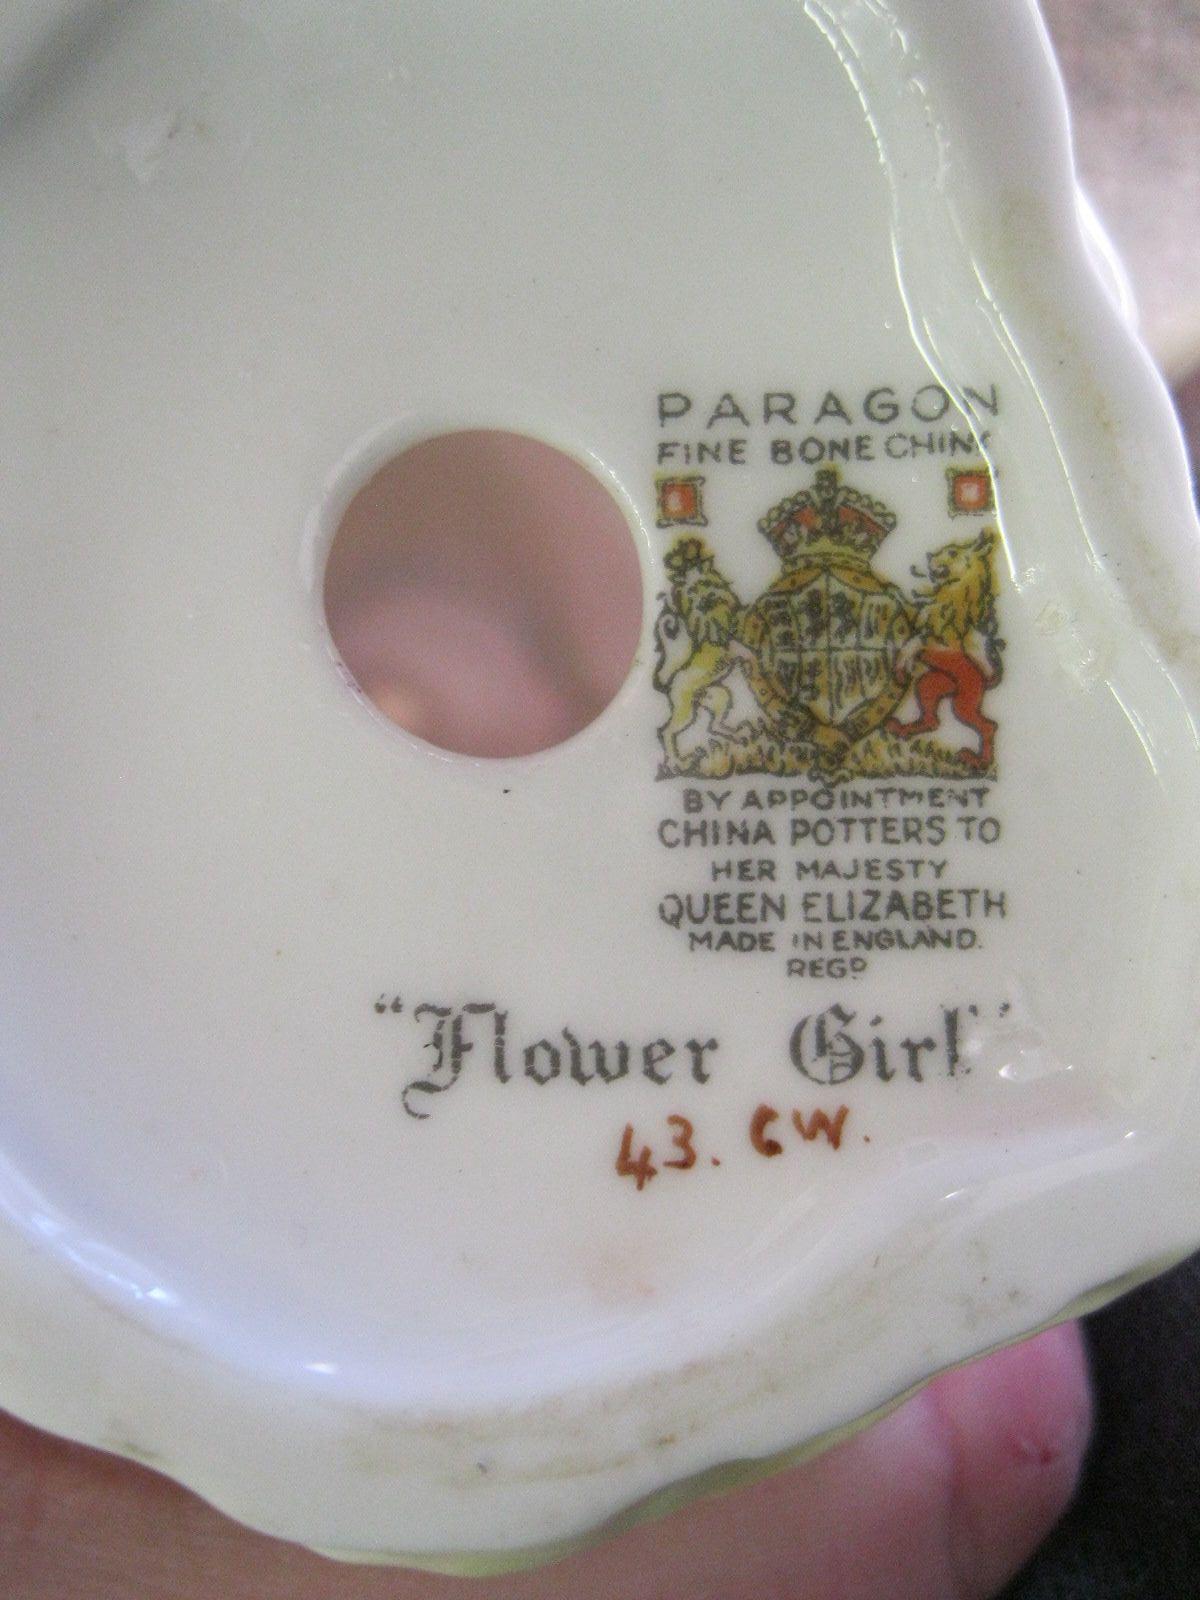 PARAGON
FINE BONE CHINA
BY APPOINTMENT
CHINA POTTERS TO
HER MAJESTY
QUEEN ELIZABETH
MADE IN ENGLAND.
REGD
"Flower Girl"
43. GW.